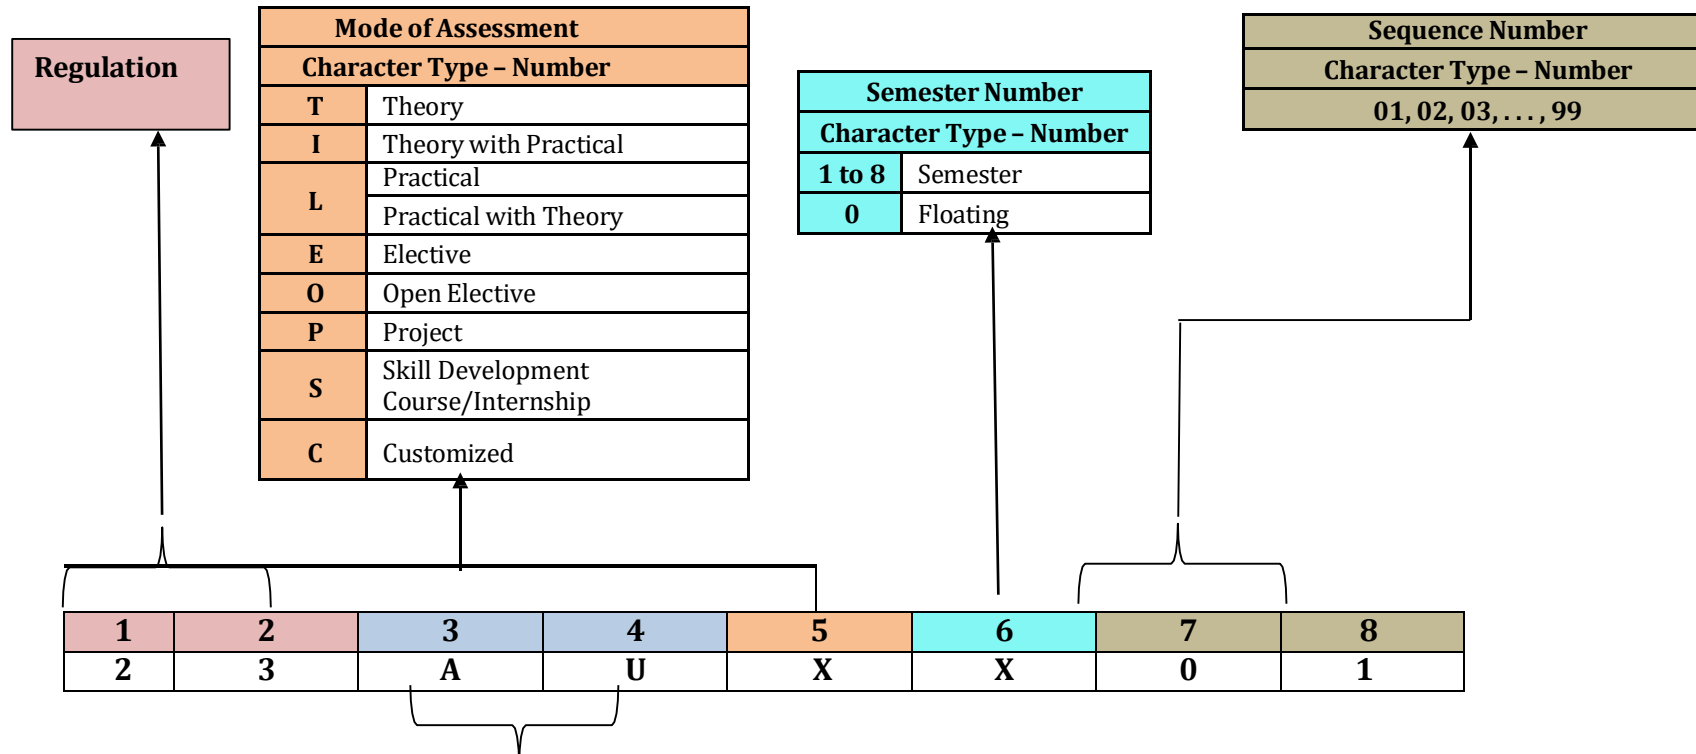 Regulation
Mode of Assessment
Character Type – Number
T Theory
I Theory with Practical
L Practical
Practical with Theory
E Elective
O Open Elective
P Project
S Skill Development
Course/Internship
C Customized
Semester Number
Character Type – Number
1 to 8 Semester
0 Floating
Sequence Number
Character Type – Number
01, 02, 03, . . . , 99
1 2 3 4 5 6 7 8
2 3 A U X X 0 1